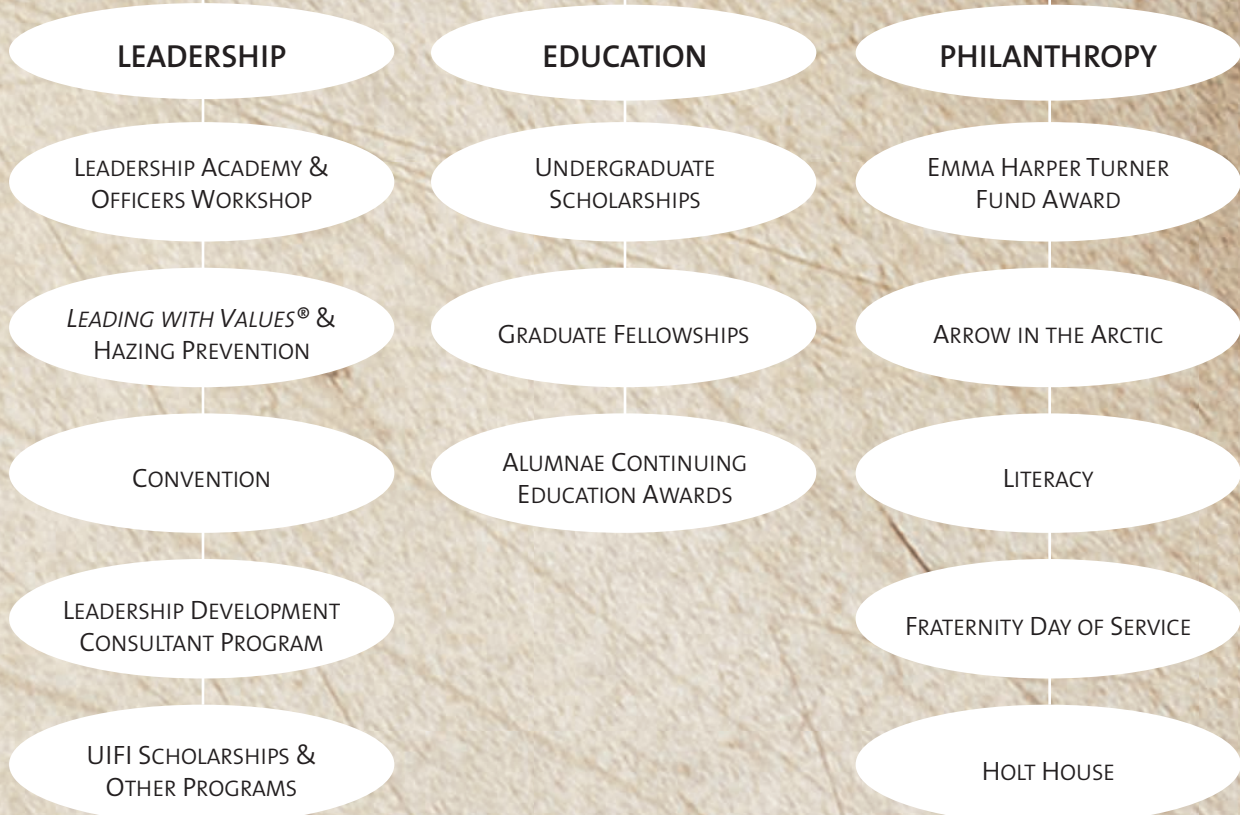 LEADERSHIP
LEADERSHIP ACADEMY &
OFFICERS WORKSHOP
LEADING WITH VALUES® &
HAZING PREVENTION
CONVENTION
LEADERSHIP DEVELOPMENT
CONSULTANT PROGRAM
UIFI SCHOLARSHIPS &
OTHER PROGRAMS
EDUCATION
UNDERGRADUATE
SCHOLARSHIPS
GRADUATE FELLOWSHIPS
ALUMNAE CONTINUING
EDUCATION AWARDS
PHILANTHROPY
EMMA HARPER TURNER
FUND AWARD
ARROW IN THE ARCTIC
LITERACY
FRATERNITY DAY OF SERVICE
HOLT HOUSE